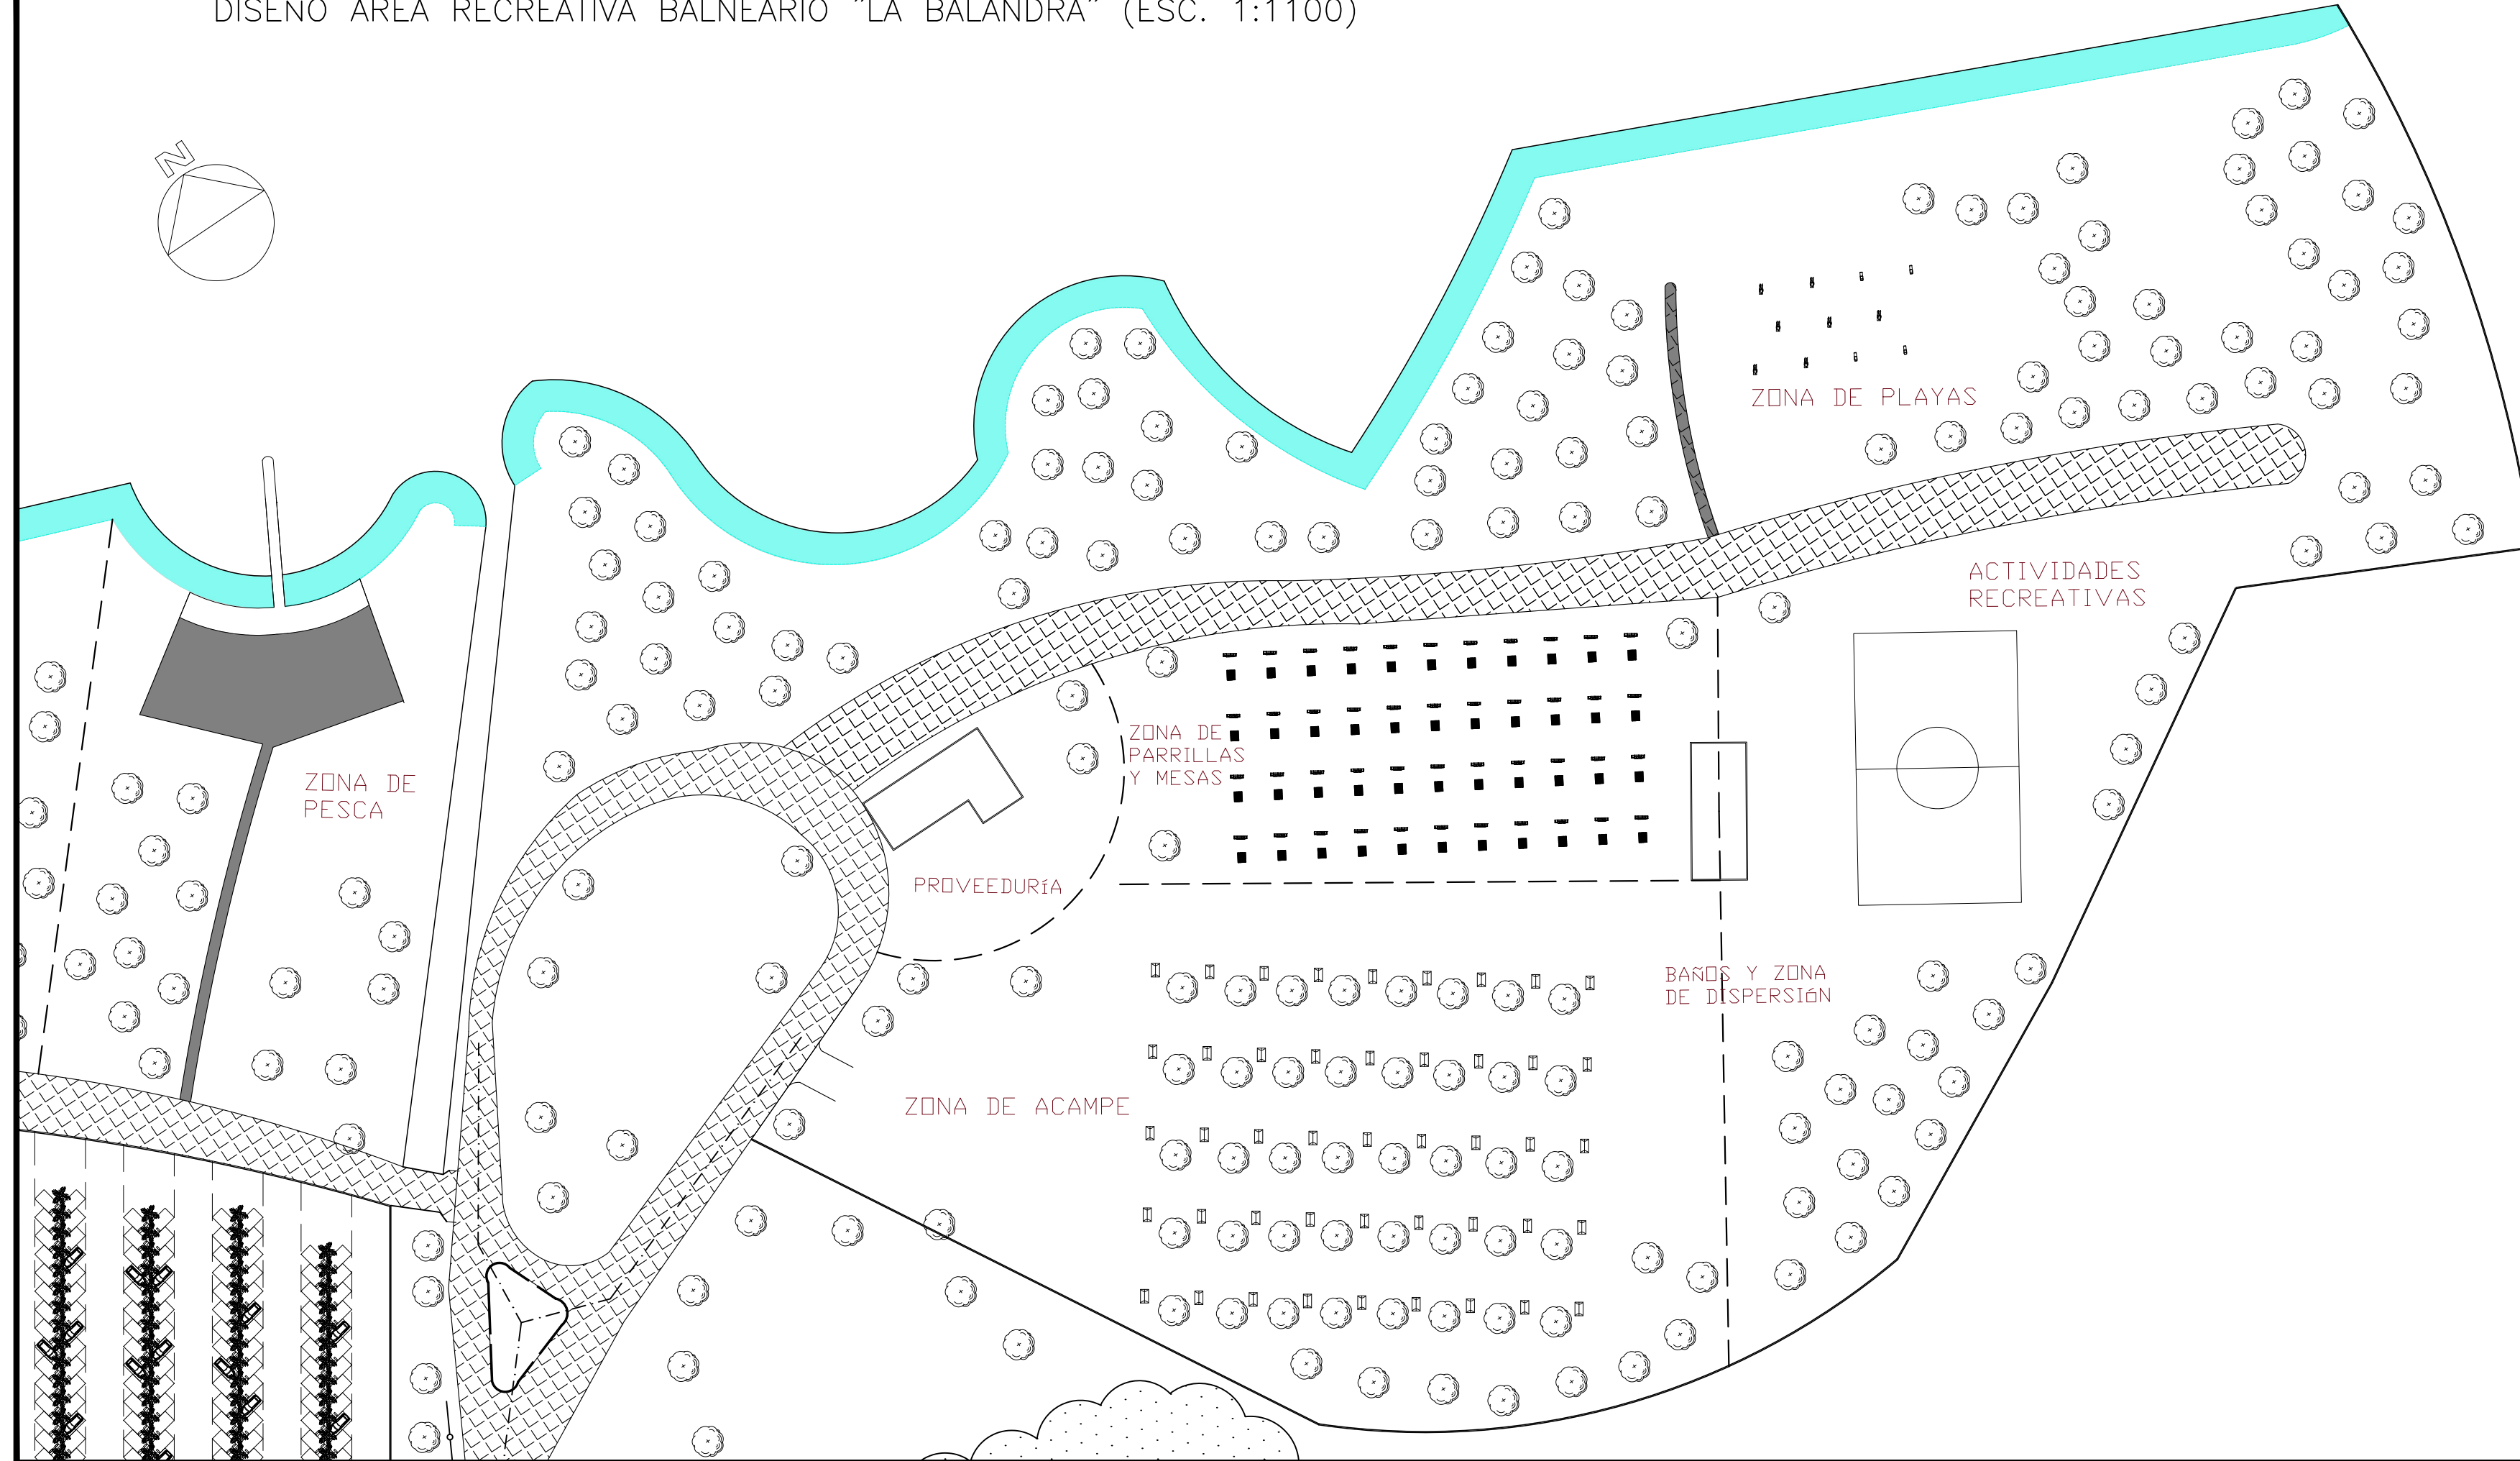 DISEÑO AREA RECREATIVA BALNEARIO "LA BALANDRA" (ESC. 1:1100)
N
ZONA DE PLAYAS
ACTIVIDADES
RECREATIVAS
ZONA DE
PARRILLAS
Y MESAS
ZONA DE
PESCA
PROVEEDURíA
BAÑOS Y ZONA
DE DISPERSIóN
ZONA DE ACAMPE